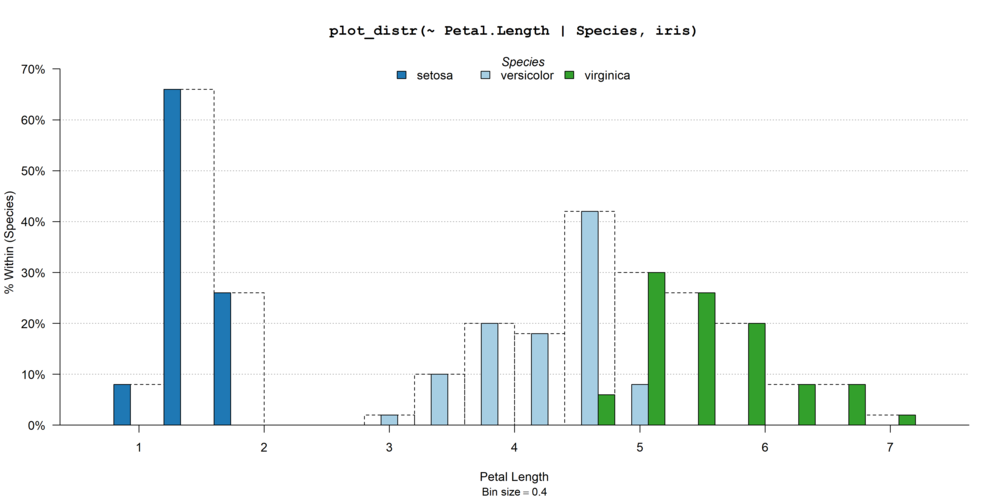 plot_distr(~ Petal.Length | Species, iris)
Species
setosa versicolor virginica
70%
60%
50%
40%
30%
20%
10%
0%
% Within (Species)
1 2 3 4 5 6 7
Petal Length
Bin size = 0.4